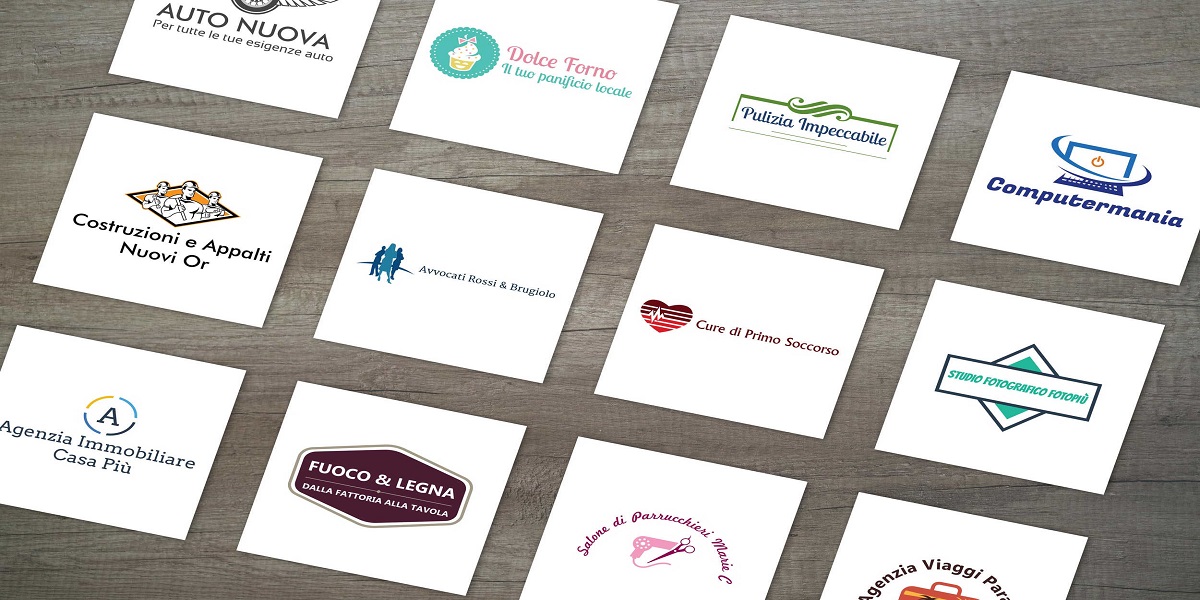 AUTO NUOVA
Per tutte le tue esigenze auto
Dolce Forno
Il tuo panificio locale
Pulizia Impeccabile
Computermania
Costruzioni e Appalti
Nuovi Or
Avvocati Rossi & Brugiolo
Cure di Primo Soccorso
STUDIO FOTOGRAFICO FOTOPIÙ
A
Agenzia Immobiliare
Casa Più
FUOCO & LEGNA
DALLA FATTORIA ALLA TAVOLA
Salone di Parrucchieri Marie C
Agenzia Viaggi